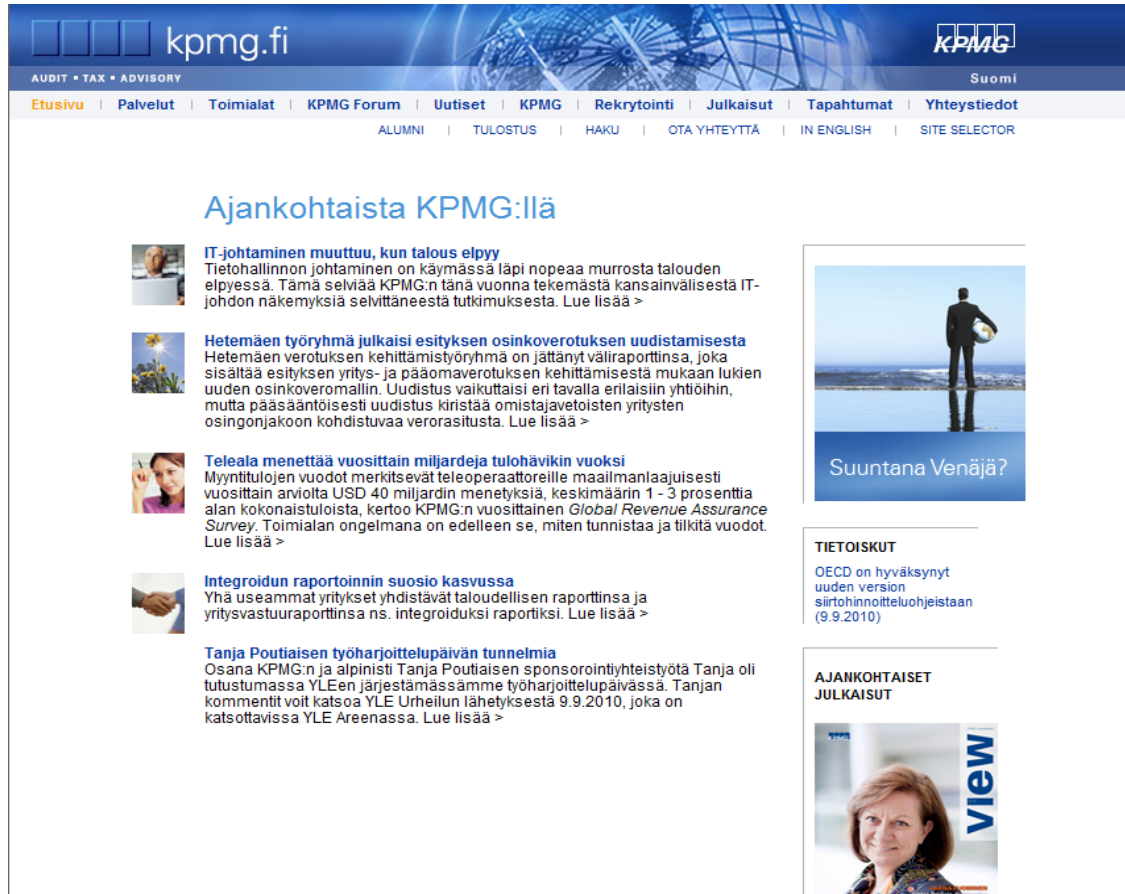 kpmg.fi
KPMG
AUDIT ▪ TAX ▪ ADVISORY
Suomi
Etusivu | Palvelut | Toimialat | KPMG Forum | Uutiset | KPMG | Rekrytointi | Julkaisut | Tapahtumat | Yhteystiedot
ALUMNI | TULOSTUS | HAKU | OTA YHTEYTTÄ | IN ENGLISH | SITE SELECTOR
Ajankohtaista KPMG:llä
IT-johtaminen muuttuu, kun talous elpyy
Tietohallinnon johtaminen on käymässä läpi nopeaa murrosta talouden
elpyessä. Tämä selviää KPMG:n tänä vuonna tekemästä kansainvälisestä IT-
johdon näkemyksiä selvittäneestä tutkimuksesta. Lue lisää >
Hetemäen työryhmä julkaisi esityksen osinkoverotuksen uudistamisesta
Hetemäen verotuksen kehittämistyöryhmä on jättänyt väliraporttinsa, joka
sisältää esityksen yritys- ja pääomaverotuksen kehittämisestä mukaan lukien
uuden osinkoveromallin. Uudistus vaikuttaisi eri tavalla erilaisiin yhtiöihin,
mutta pääsääntöisesti uudistus kiristää omistajavetoisten yritysten
osingonjakoon kohdistuvaa verorasitusta. Lue lisää >
Teleala menettää vuosittain miljardeja tulohävikin vuoksi
Myyntitulojen vuodot merkitsevät teleoperaattoreille maailmanlaajuisesti
vuosittain arviolta USD 40 miljardin menetyksiä, keskimäärin 1 - 3 prosenttia
alan kokonaistuloista, kertoo KPMG:n vuosittainen Global Revenue Assurance
Survey. Toimialan ongelmana on edelleen se, miten tunnistaa ja tilkitä vuodot.
Lue lisää >
Integroidun raportoinnin suosio kasvussa
Yhä useammat yritykset yhdistävät taloudellisen raporttinsa ja
yritysvastuuraporttinsa ns. integroiduksi raportiksi. Lue lisää >
Tanja Poutiaisen työharjoittelupäivän tunnelmia
Osana KPMG:n ja alpinisti Tanja Poutiaisen sponsorointiyhteistyötä Tanja oli
tutustumassa YLEen järjestämässämme työharjoittelupäivässä. Tanjan
kommentit voit katsoa YLE Urheilun lähetyksestä 9.9.2010, joka on
katsottavissa YLE Areenassa. Lue lisää >
Suuntana Venäjä?
TIETOISKUT
OECD on hyväksynyt
uuden version
siirtohinnoitteluohjeistaan
(9.9.2010)
AJANKOHTAISET
JULKAISUT
KPMG
view